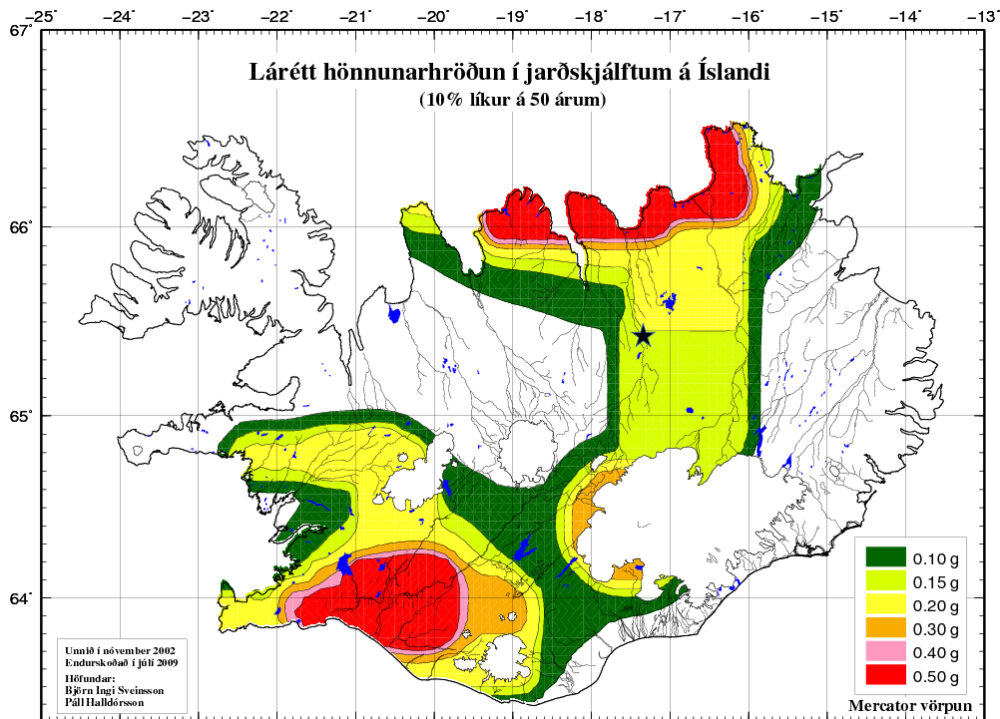 −25° −24° −23° −22° −21° −20° −19° −18° −17° −16° −15° −14° −13°
67°
Lárétt hönnunarhröðun í jarðskjálftum á Íslandi
(10% líkur á 50 árum)
66°
65°
64°
0.10 g
0.15 g
0.20 g
0.30 g
0.40 g
0.50 g
Unnið í nóvember 2002
Endurskoðað í júlí 2009
Höfundar:
Björn Ingi Sveinsson
Páll Halldórsson
Mercator vörpun